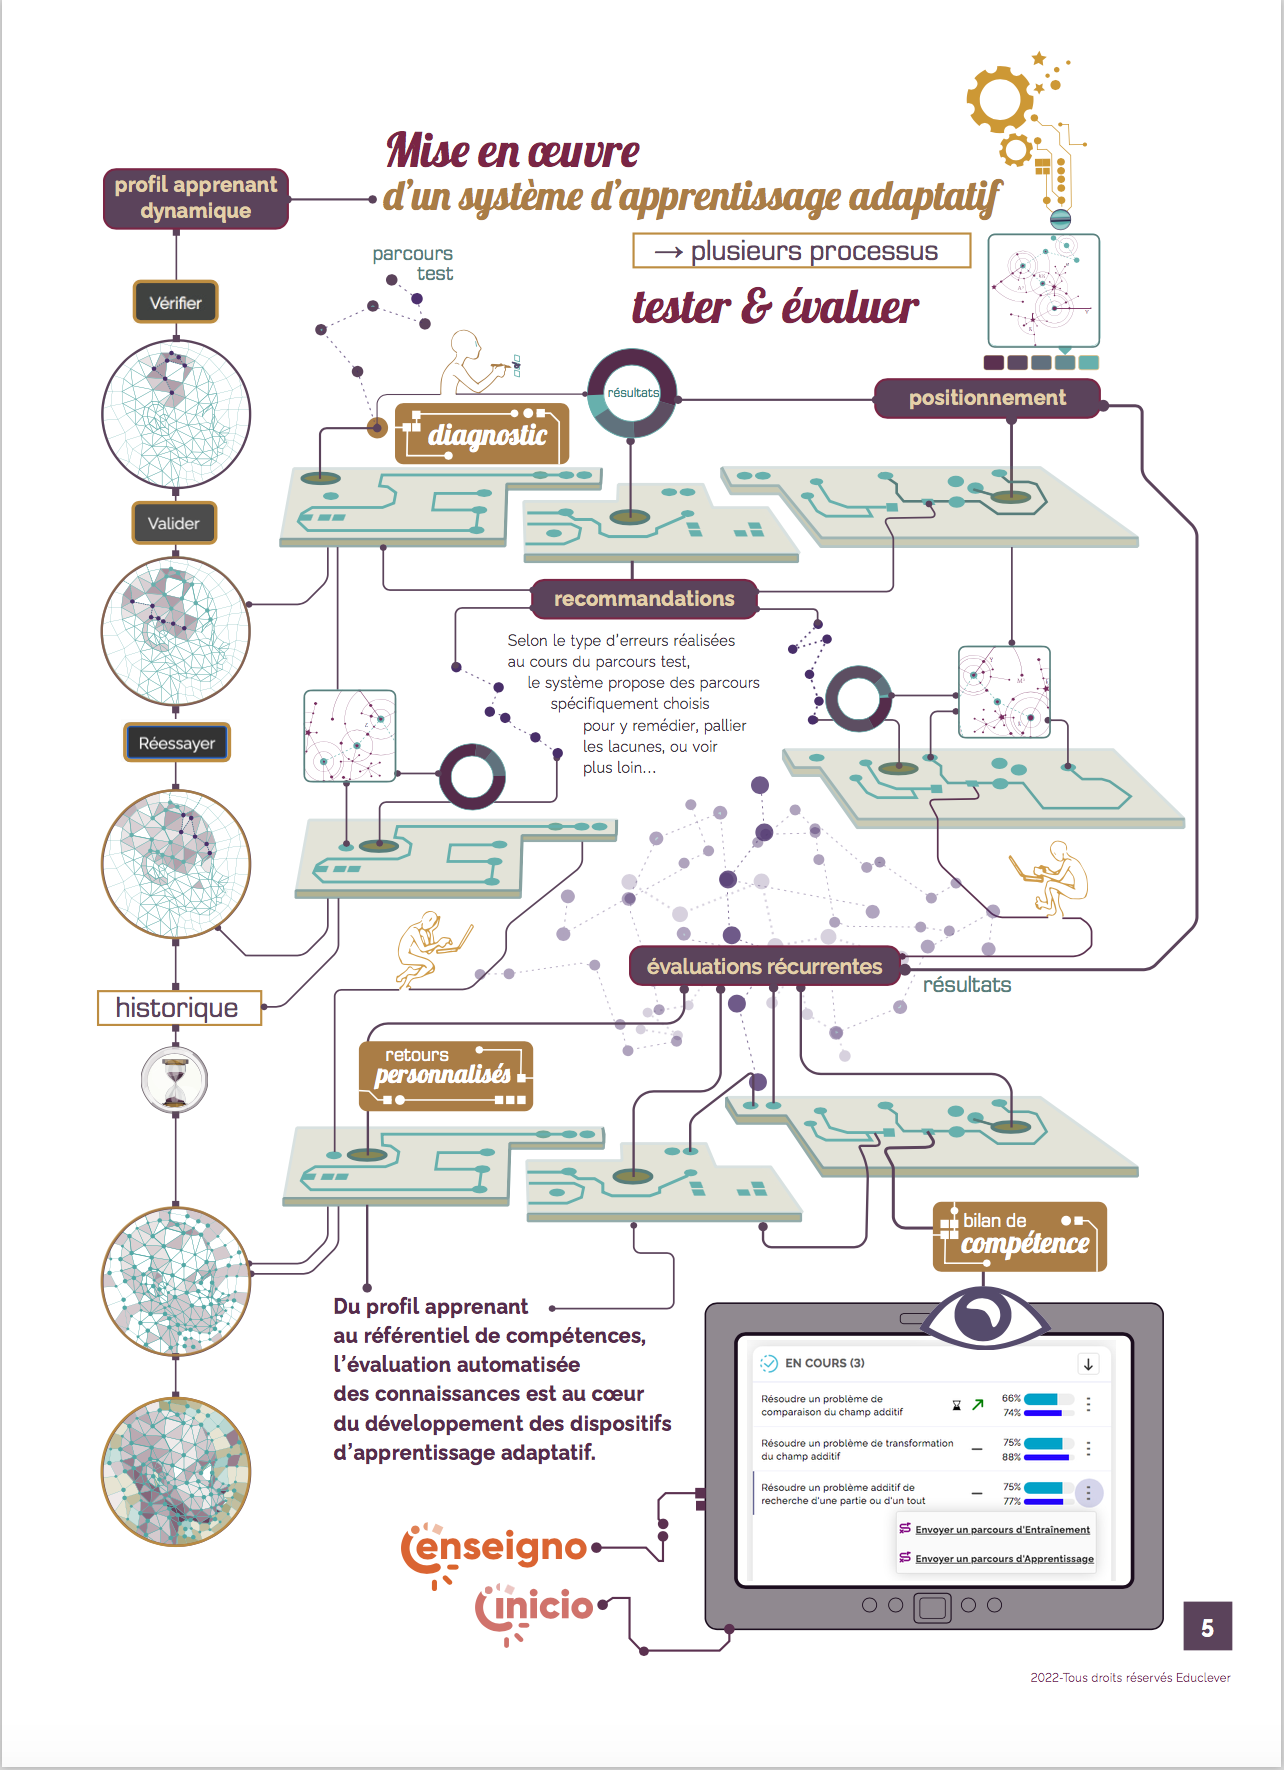 Mise en œuvre
d'un système d'apprentissage adaptatif
profil apprenant
dynamique
→ plusieurs processus
tester & évaluer
parcours
test
Vérifier
résultats
positionnement
diagnostic
Valider
recommandations
Selon le type d'erreurs réalisées
au cours du parcours test,
le système propose des parcours
spécifiquement choisis
pour y remédier, pallier
les lacunes, ou voir
plus loin...
Réessayer
évaluations récurrentes
résultats
historique
retours
personnalisés
bilan de
compétence
Du profil apprenant
au référentiel de compétences,
l'évaluation automatisée
des connaissances est au cœur
du développement des dispositifs
d'apprentissage adaptatif.
EN COURS (3)
Résoudre un problème de
comparaison du champ additif
66%
74%
Résoudre un problème de transformation
du champ additif
75%
88%
Résoudre un problème additif de
recherche d'une partie ou d'un tout
75%
77%
Envoyer un parcours d'Entraînement
Envoyer un parcours d'Apprentissage
enseigno
inicio
5
2022-Tous droits réservés Educlever